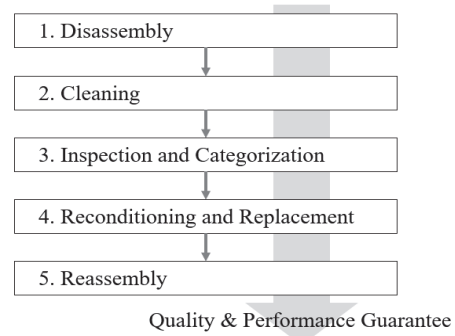 1. Disassembly
2. Cleaning
3. Inspection and Categorization
4. Reconditioning and Replacement
5. Reassembly
Quality & Performance Guarantee